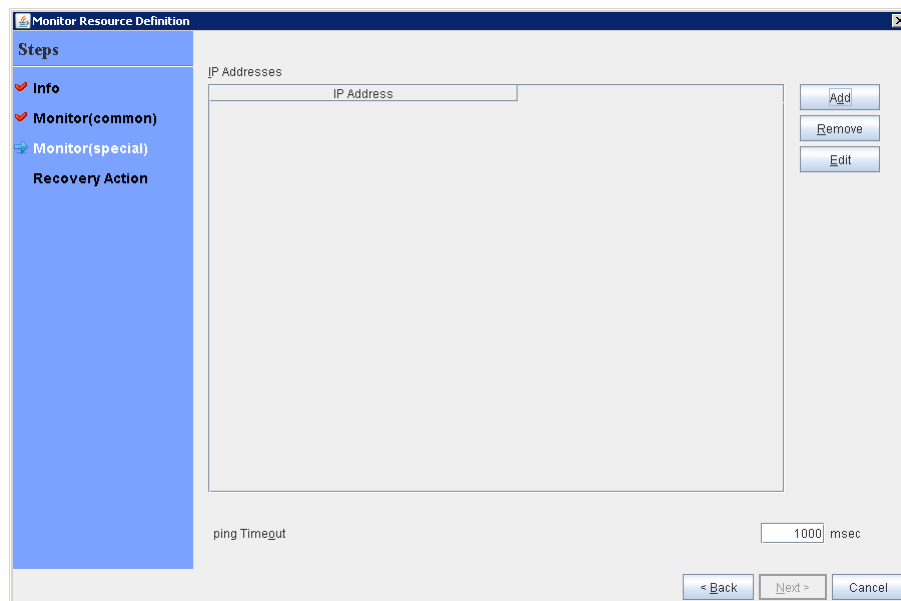 Monitor Resource Definition
Steps
Info
Monitor(common)
Monitor(special)
Recovery Action
IP Addresses
IP Address
Add
Remove
Edit
ping Timeout
1000 msec
< Back
Next >
Cancel